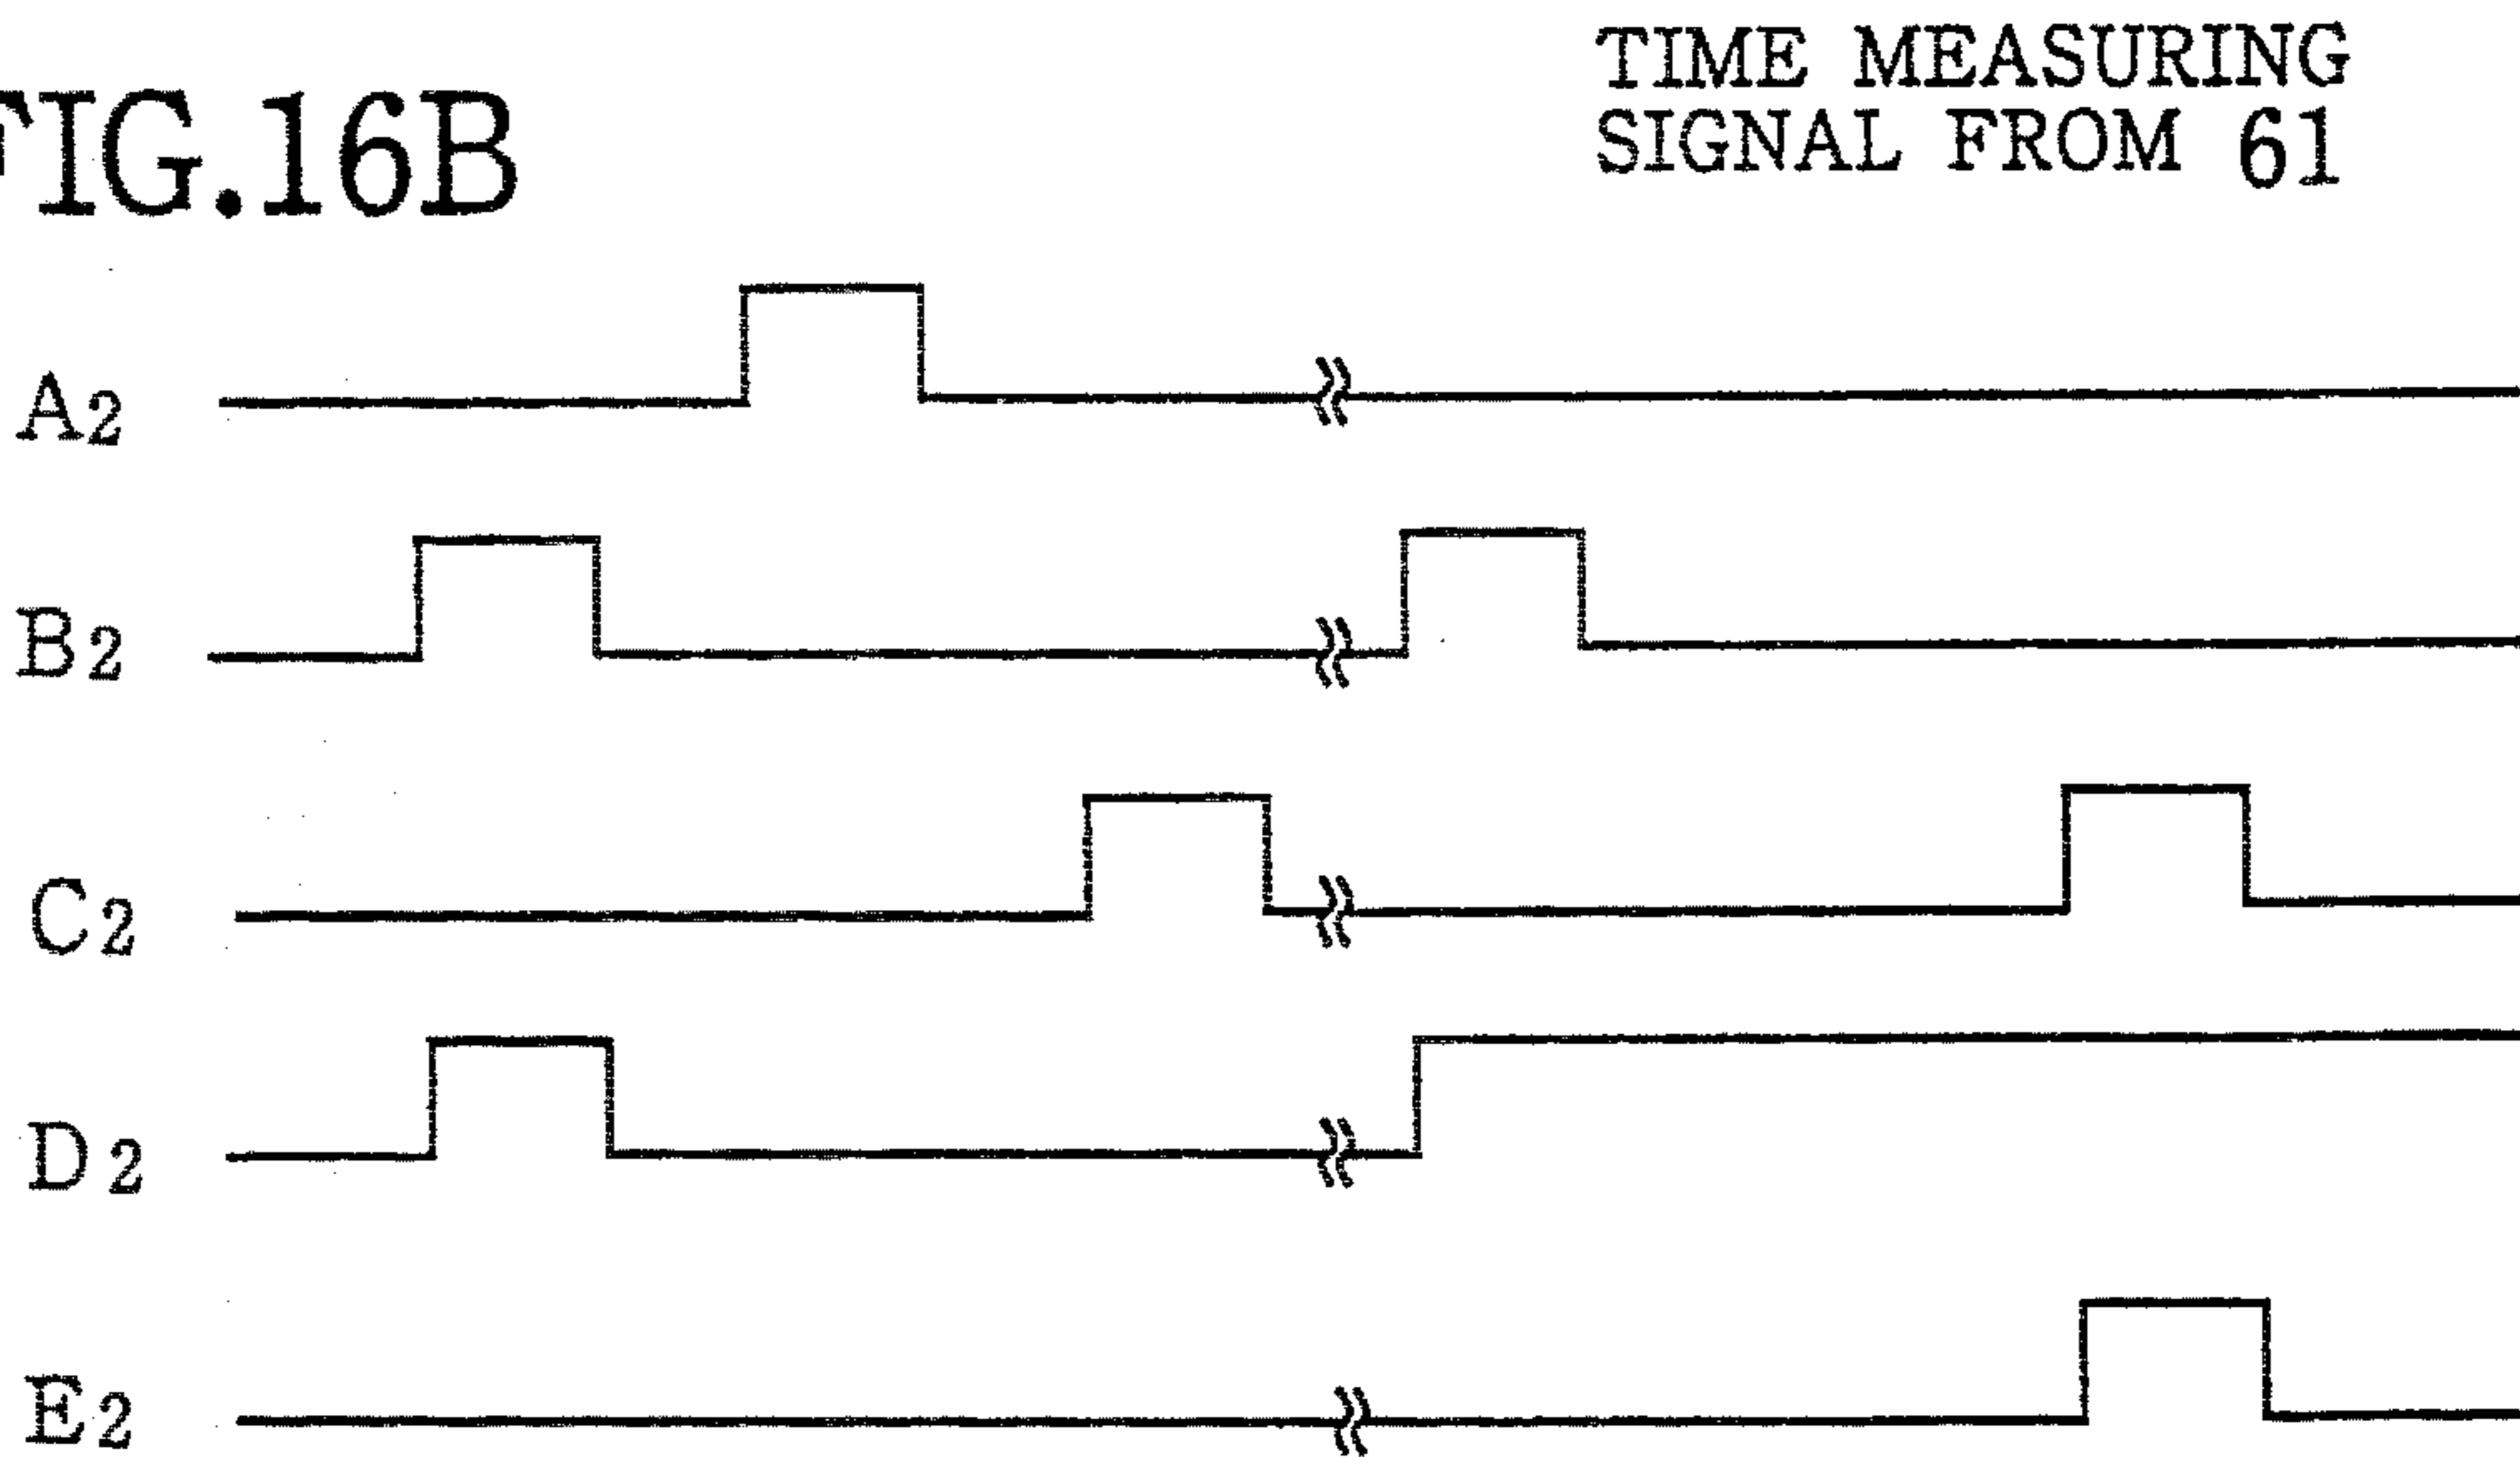 FIG.16B
TIME MEASURING
SIGNAL FROM 61
A2
B2
C2
D2
E2